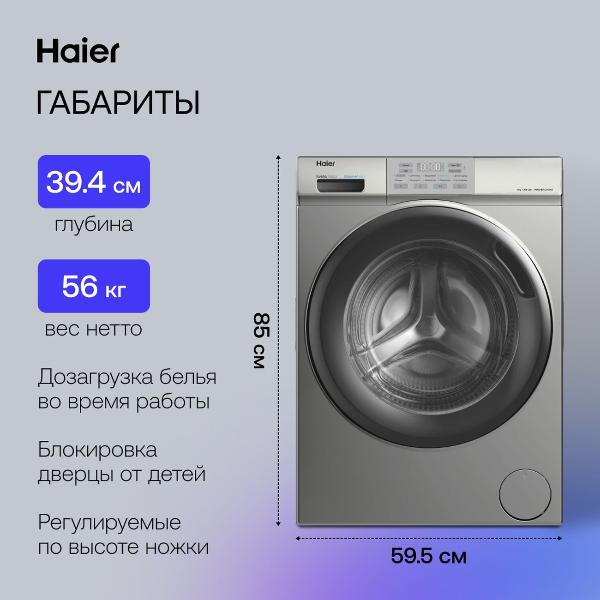 Haier
ГАБАРИТЫ
39.4 см
глубина
56 кг
вес нетто
Дозагрузка белья
во время работы
Блокировка
дверцы от детей
Регулируемые
по высоте ножки
85 см
Haier
59.5 см